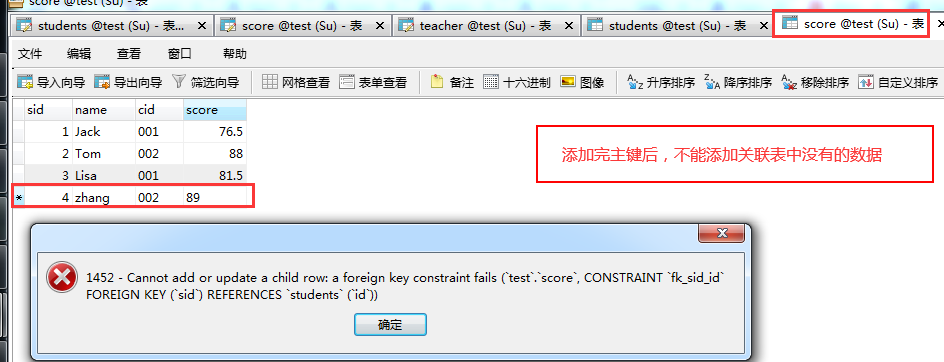 score @test (Su) - 表
students @test (Su) - 表... score @test (Su) - 表 teacher @test (Su) - 表 students @test (Su) - 表 score @test (Su) - 表
文件 编辑 查看 窗口 帮助
导入向导 导出向导 筛选向导 网格查看 表单查看 备注 十六进制 图像 升序排序 降序排序 移除排序 自定义排序
sid name cid score
1 Jack 001 76.5
2 Tom 002 88
3 Lisa 001 81.5
* 4 zhang 002 89
添加完主键后，不能添加关联表中没有的数据
1452 - Cannot add or update a child row: a foreign key constraint fails (`test`.`score`, CONSTRAINT `fk_sid_id`
FOREIGN KEY (`sid`) REFERENCES `students` (`id`))
确定